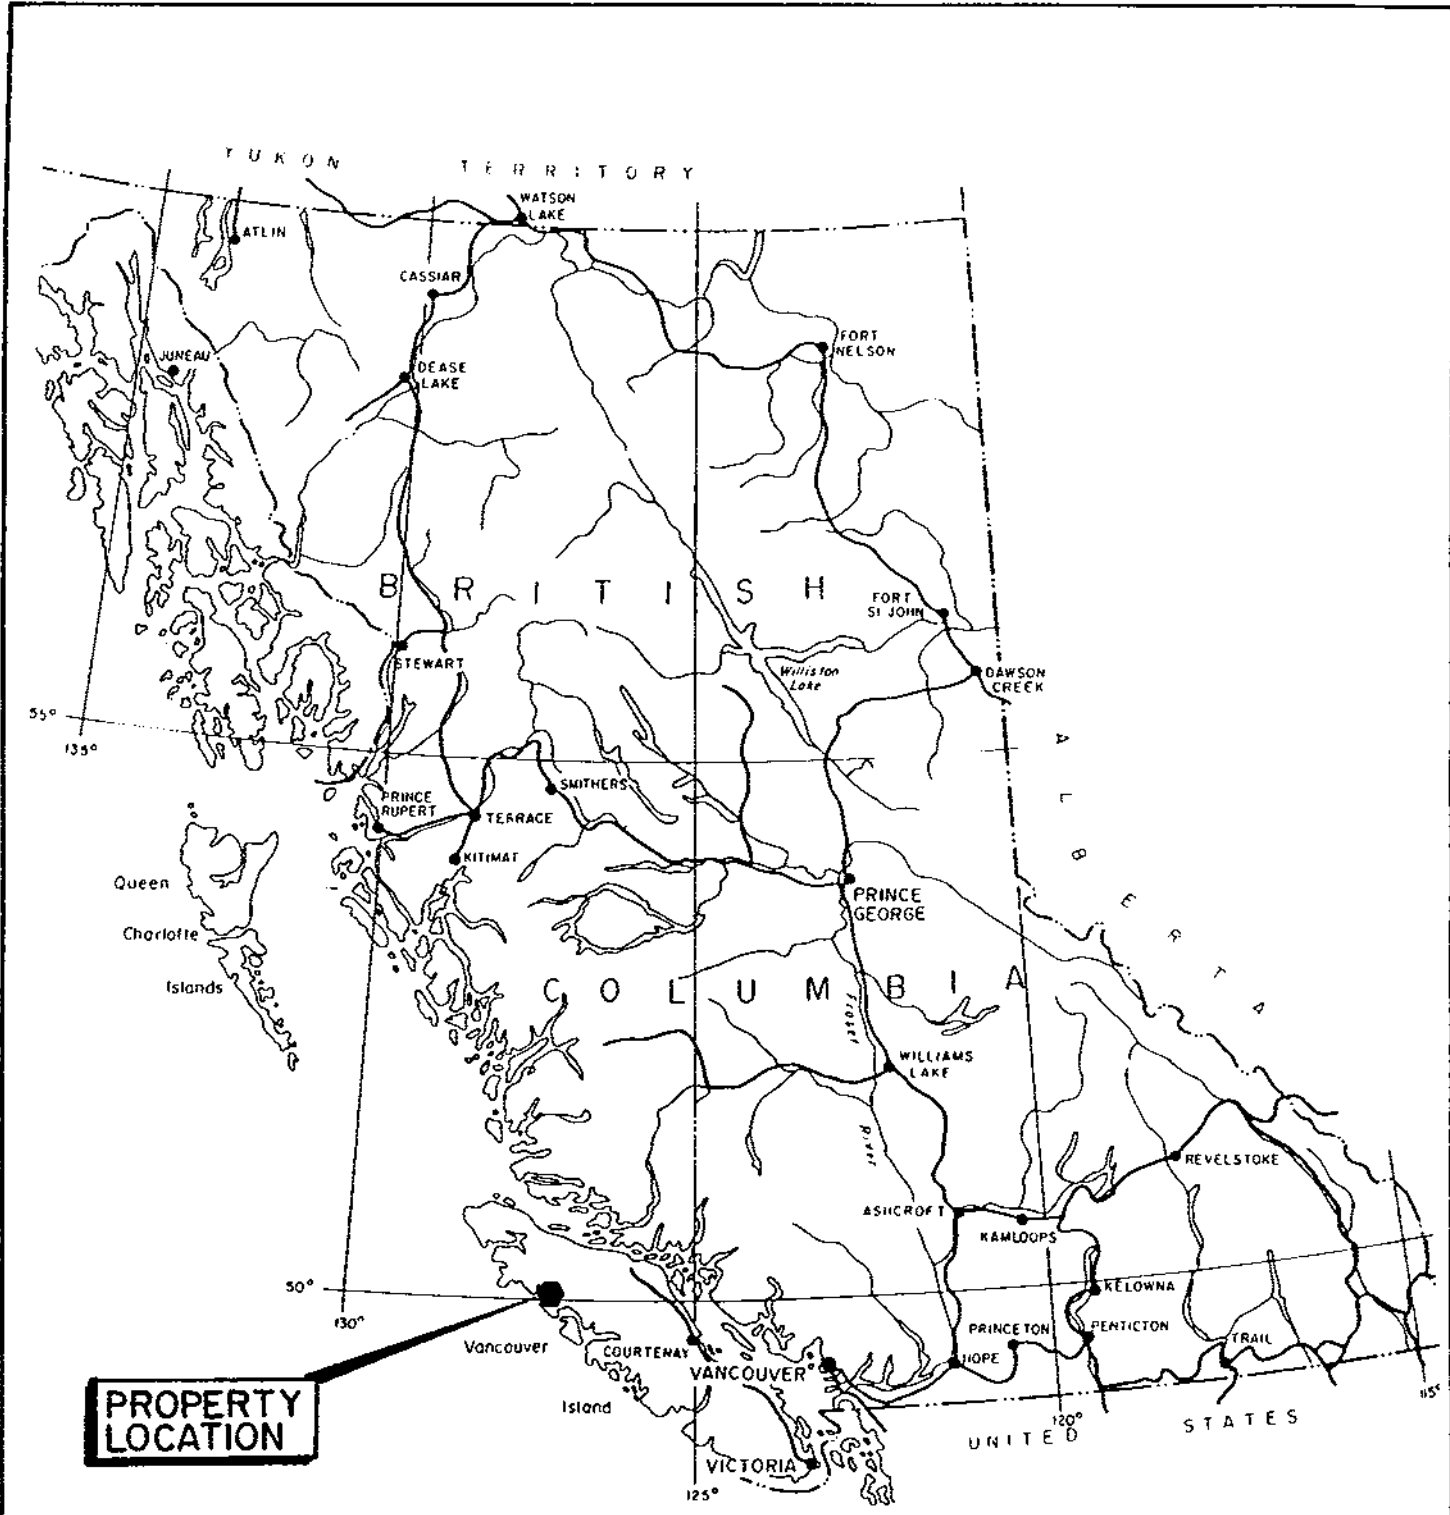 YUKON TERRITORY
WATSON
LAKE
ATLIN
CASSIAR
FORT
NELSON
JUNEAU
DEASE
LAKE
BRITISH
FORT
ST JOHN
STEWART
Williston
Lake
DAWSON
CREEK
55°
135°
ALBERTA
SMITHERS
PRINCE
RUPERT
TERRACE
KITIMAT
Queen
Charlotte
Islands
PRINCE
GEORGE
COLUMBIA
Fraser
River
WILLIAMS
LAKE
REVELSTOKE
ASHCROFT
KAMLOOPS
50°
130°
KELOWNA
PRINCETON
PENTICTON
TRAIL
HOPE
Vancouver
Island
COURTENAY
VANCOUVER
PROPERTY
LOCATION
VICTORIA
125°
120°
115°
UNITED STATES